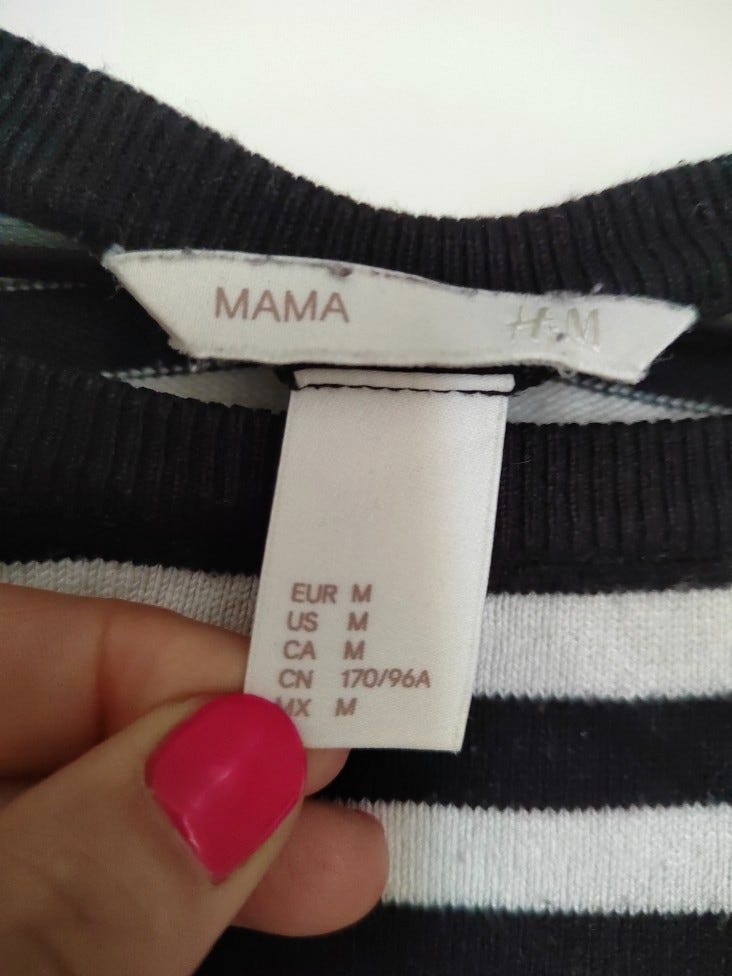 MAMA H&M
EUR M
US M
CA M
CN 170/96A
MX M